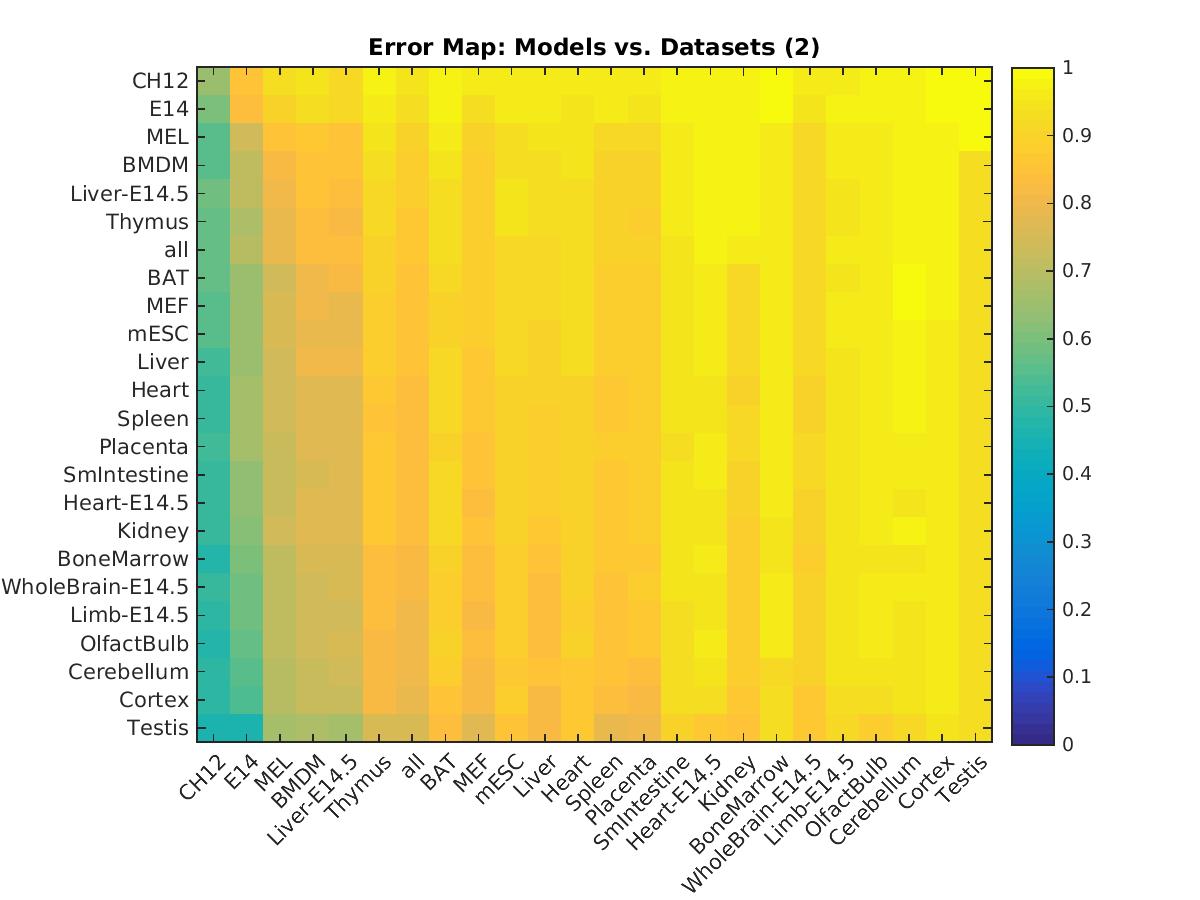 Error Map: Models vs. Datasets (2)
CH12
E14
MEL
BMDM
Liver-E14.5
Thymus
all
BAT
MEF
mESC
Liver
Heart
Spleen
Placenta
SmIntestine
Heart-E14.5
Kidney
BoneMarrow
WholeBrain-E14.5
Limb-E14.5
OlfactBulb
Cerebellum
Cortex
Testis
CH12
E14
MEL
BMDM
Liver-E14.5
Thymus
all
BAT
MEF
mESC
Liver
Heart
Spleen
Placenta
SmIntestine
Heart-E14.5
Kidney
BoneMarrow
WholeBrain-E14.5
Limb-E14.5
OlfactBulb
Cerebellum
Cortex
Testis
1
0.9
0.8
0.7
0.6
0.5
0.4
0.3
0.2
0.1
0